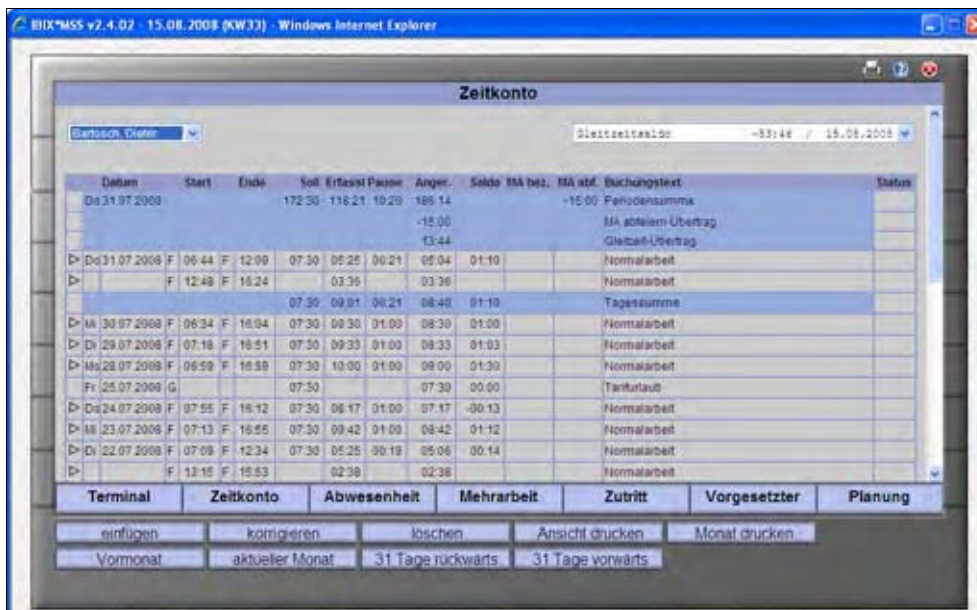 IBIX*MSS v2.4.02 - 15.08.2008 (KW33) - Windows Internet Explorer
Zeitkonto
Bartosch, Dieter
Gleitzeitsaldo -53:46 / 15.08.2008
Datum Start Ende Soll Erfasst Pause Anger. Saldo MA bez. MA abf. Buchungstext Status
Do 31.07.2008 172:30 118:21 10:29 186:14 -15:00 Periodensumme
-15:00 MA abfeiern-Übertrag
13:44 Gleitzeit-Übertrag
Do 31.07.2008 F 06:44 F 12:09 07:30 05:25 00:21 05:04 01:10 Normalarbeit
F 12:48 F 16:24 03:36 03:36 Normalarbeit
07:30 09:01 00:21 08:40 01:10 Tagessumme
Mi 30.07.2008 F 06:34 F 16:04 07:30 09:30 01:00 08:30 01:00 Normalarbeit
Di 29.07.2008 F 07:18 F 16:51 07:30 09:33 01:00 08:33 01:03 Normalarbeit
Mo 28.07.2008 F 06:59 F 16:59 07:30 10:00 01:00 09:00 01:30 Normalarbeit
Fr 25.07.2008 G 07:30 07:30 00:00 Tarifurlaub
Do 24.07.2008 F 07:55 F 16:12 07:30 08:17 01:00 07:17 -00:13 Normalarbeit
Mi 23.07.2008 F 07:13 F 16:55 07:30 09:42 01:00 08:42 01:12 Normalarbeit
Di 22.07.2008 F 07:09 F 12:34 07:30 05:25 00:19 05:06 00:14 Normalarbeit
F 13:15 F 15:53 02:38 02:38 Normalarbeit
Terminal Zeitkonto Abwesenheit Mehrarbeit Zutritt Vorgesetzter Planung
einfügen korrigieren löschen Ansicht drucken Monat drucken
Vormonat aktueller Monat 31 Tage rückwärts 31 Tage vorwärts